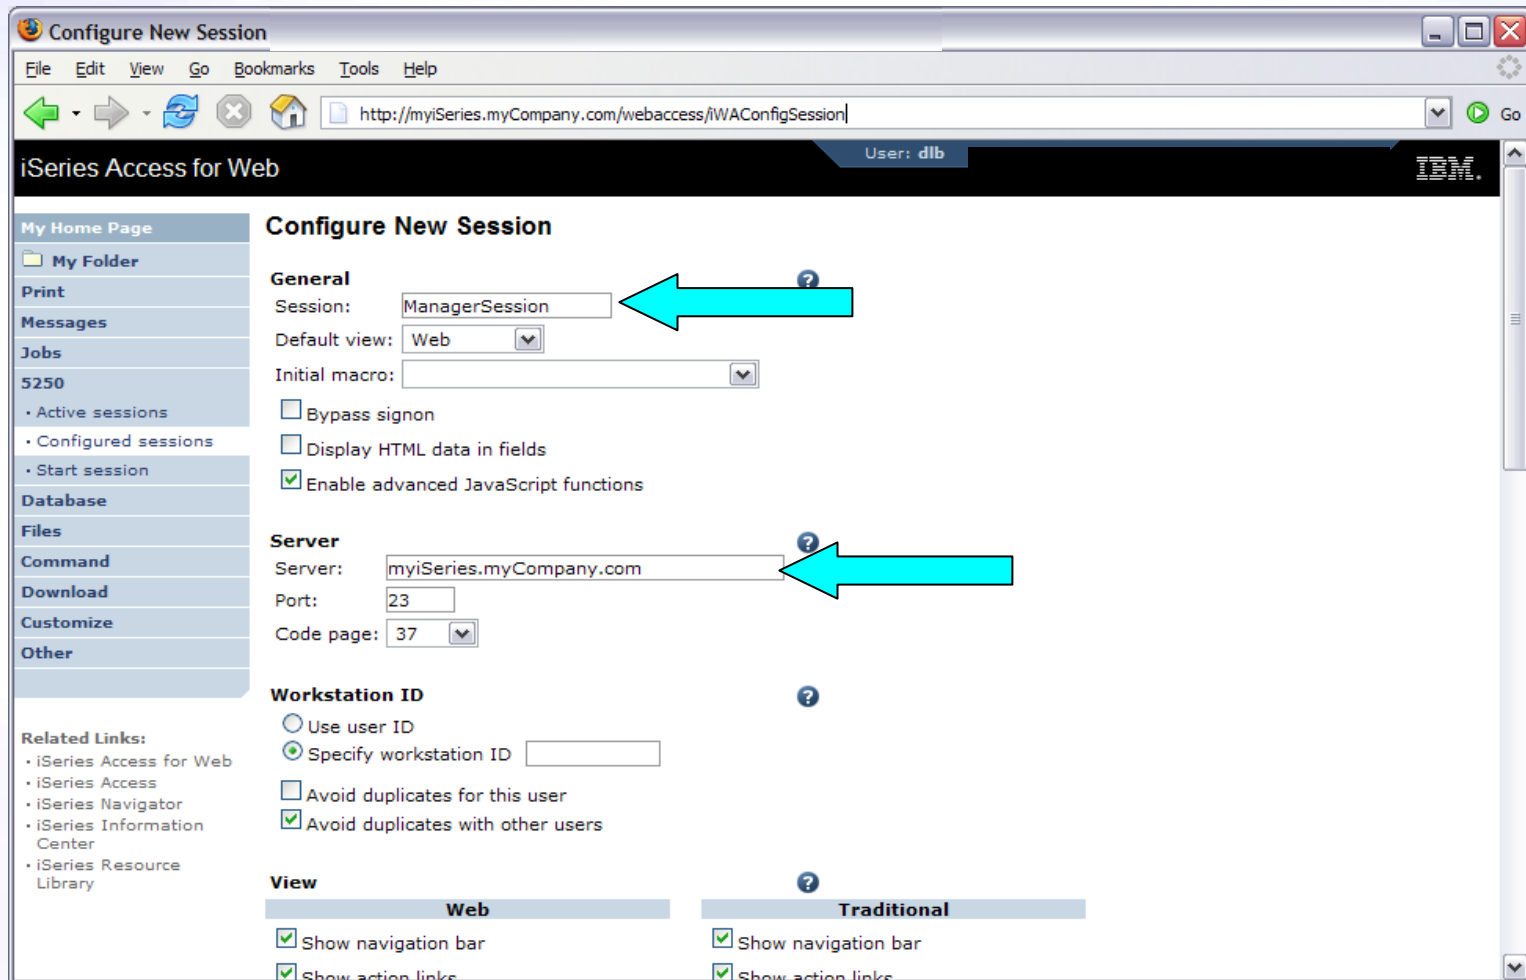 Configure New Session
File Edit View Go Bookmarks Tools Help
http://myiSeries.myCompany.com/webaccess/iWAConfigSession
Go
iSeries Access for Web
User: dlb
IBM.
My Home Page
My Folder
Print
Messages
Jobs
5250
• Active sessions
• Configured sessions
• Start session
Database
Files
Command
Download
Customize
Other
Related Links:
• iSeries Access for Web
• iSeries Access
• iSeries Navigator
• iSeries Information
Center
• iSeries Resource
Library
Configure New Session
General ?
Session: ManagerSession
Default view: Web
Initial macro:
Bypass signon
Display HTML data in fields
Enable advanced JavaScript functions
Server ?
Server: myiSeries.myCompany.com
Port: 23
Code page: 37
Workstation ID ?
Use user ID
Specify workstation ID
Avoid duplicates for this user
Avoid duplicates with other users
View ?
Web Traditional
Show navigation bar Show navigation bar
Show action links Show action links